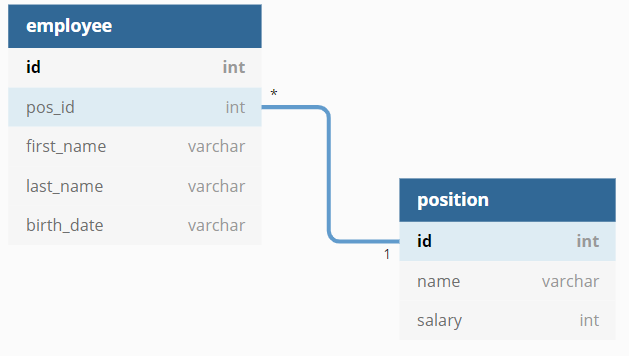 employee
id int
pos_id int
*
first_name varchar
last_name varchar
birth_date varchar
position
id int
1
name varchar
salary int